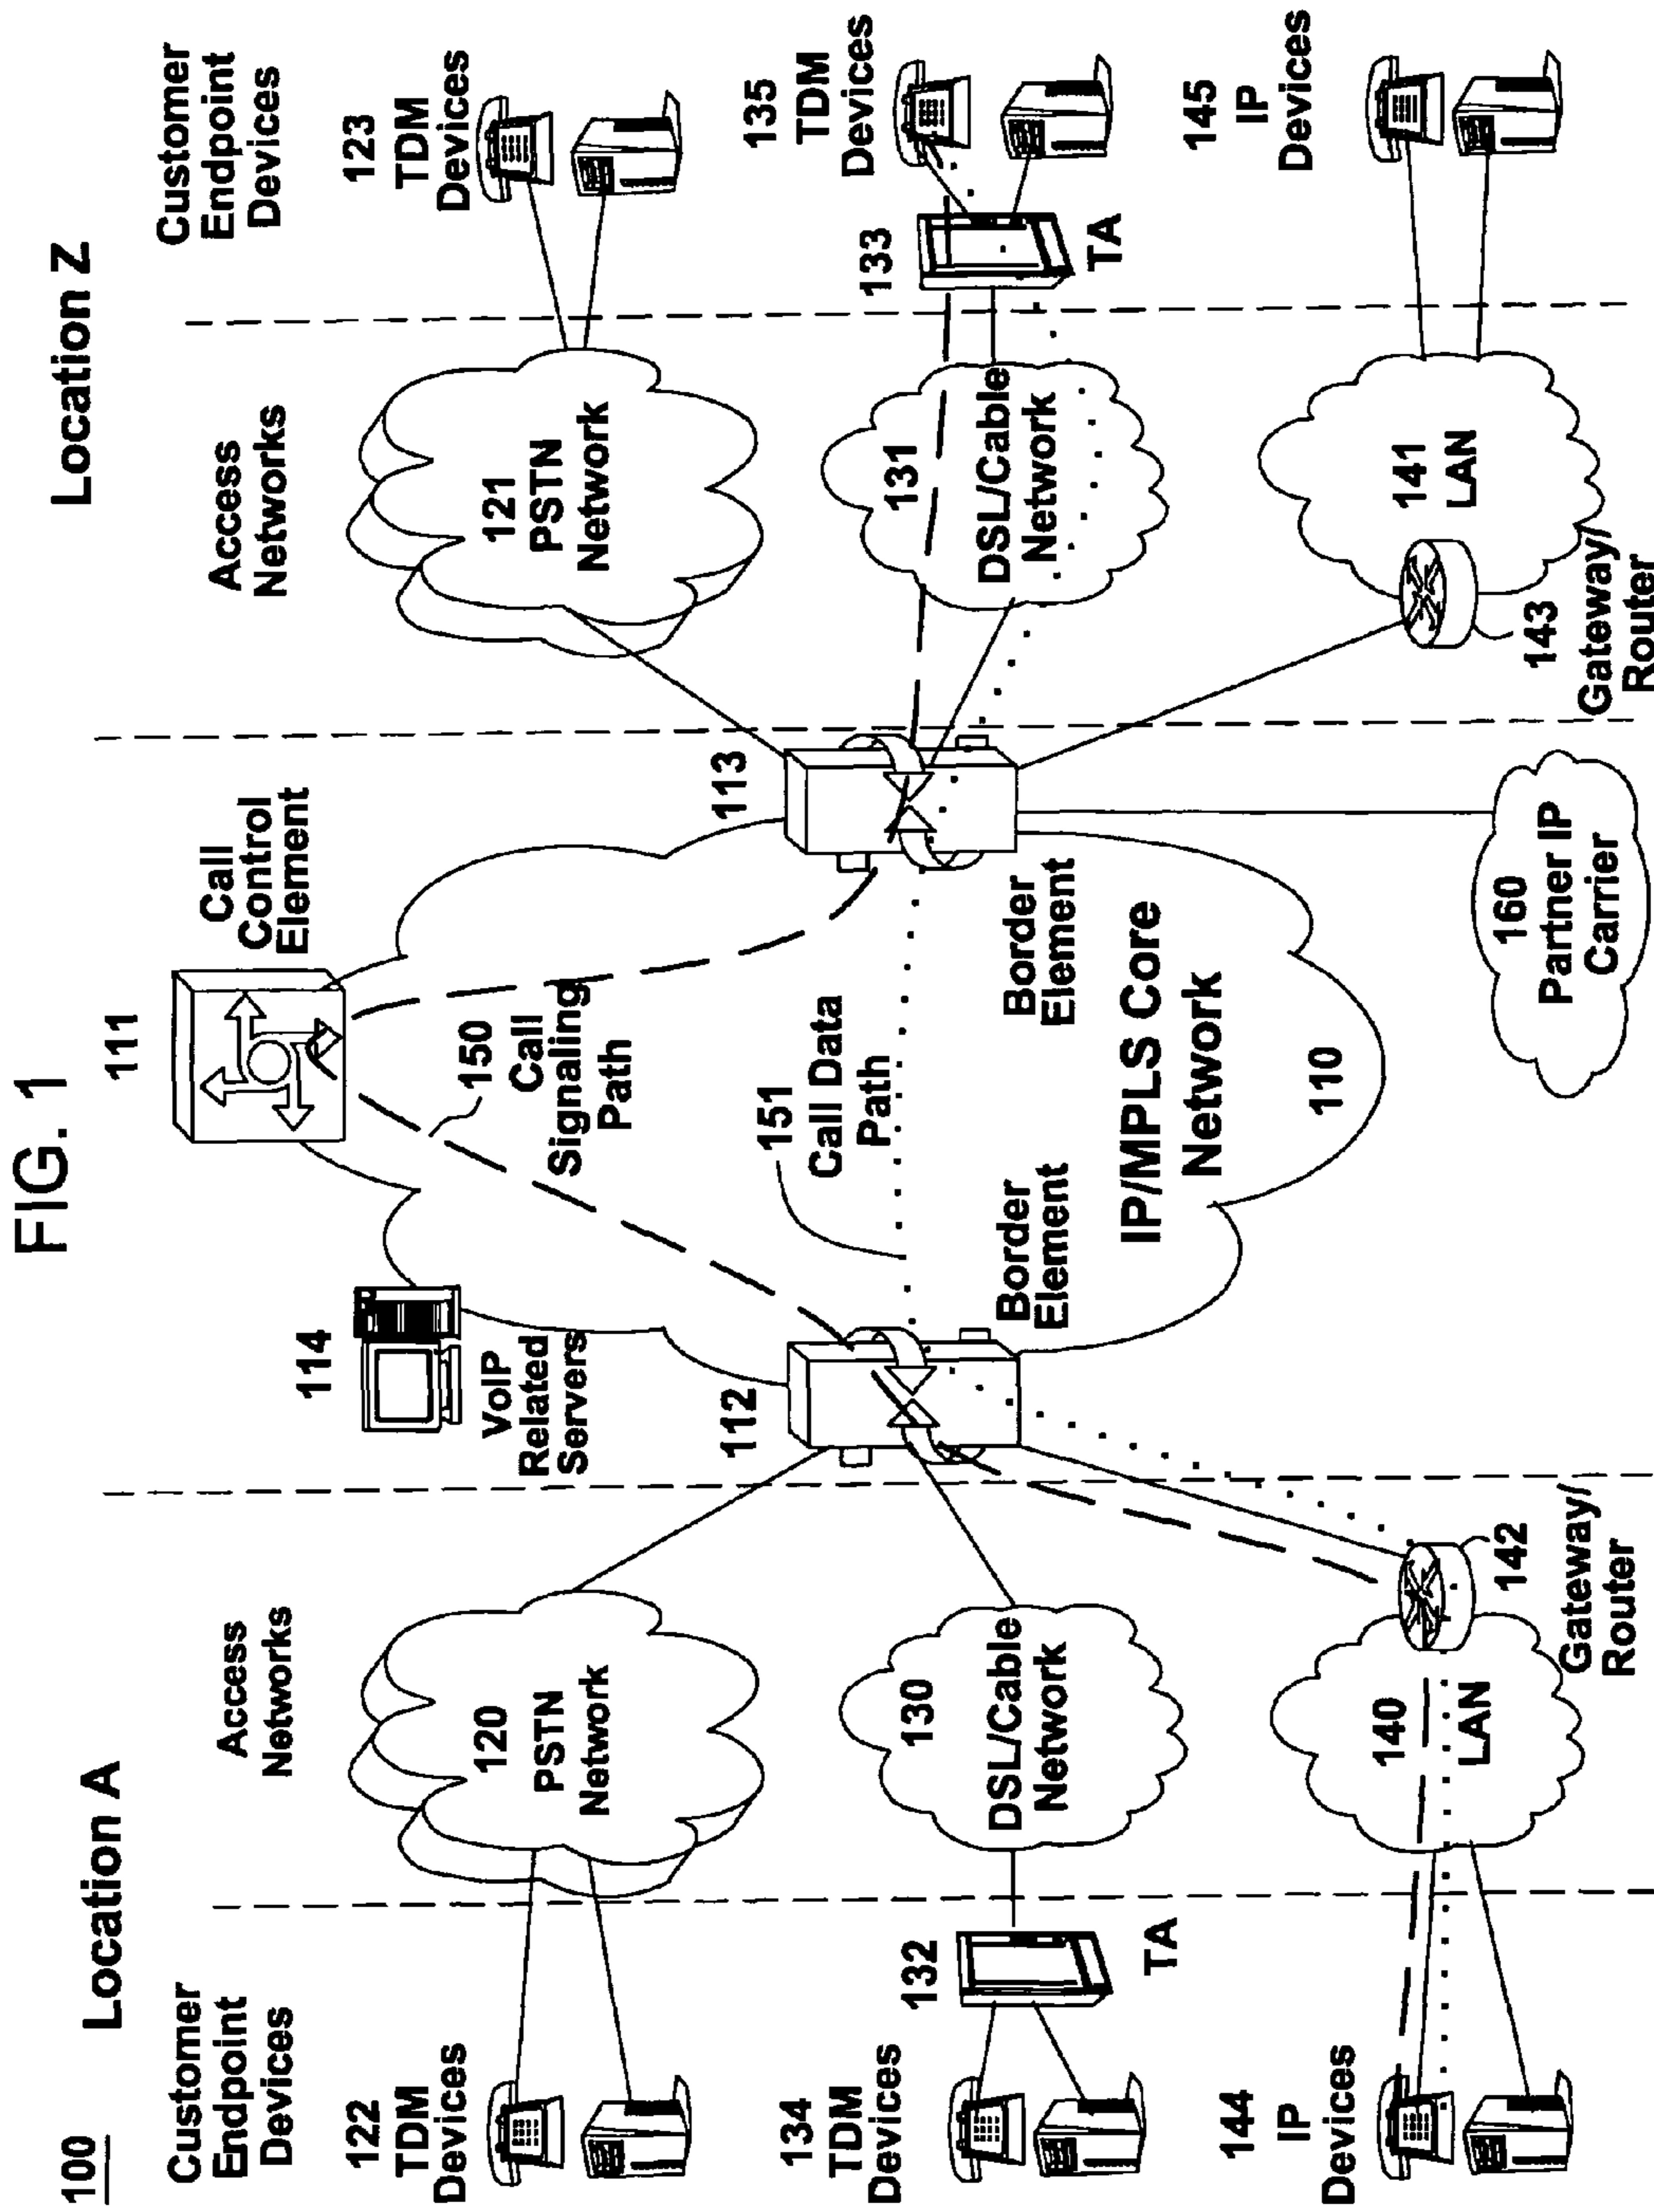 FIG. 1
100
Location A
Location Z
Customer
Endpoint
Devices
Access
Networks
111
Call
Control
Element
Access
Networks
Customer
Endpoint
Devices
114
VoIP
Related
Servers
122
TDM
Devices
120
PSTN
Network
150
Call
Signaling
Path
121
PSTN
Network
123
TDM
Devices
112
113
151
Call Data
Path
134
TDM
Devices
132
TA
130
DSL/Cable
Network
Border
Element
Border
Element
131
DSL/Cable
Network
133
TA
135
TDM
Devices
IP/MPLS Core
Network
110
144
IP
Devices
140
LAN
142
Gateway/
Router
160
Partner IP
Carrier
143
Gateway/
Router
141
LAN
145
IP
Devices